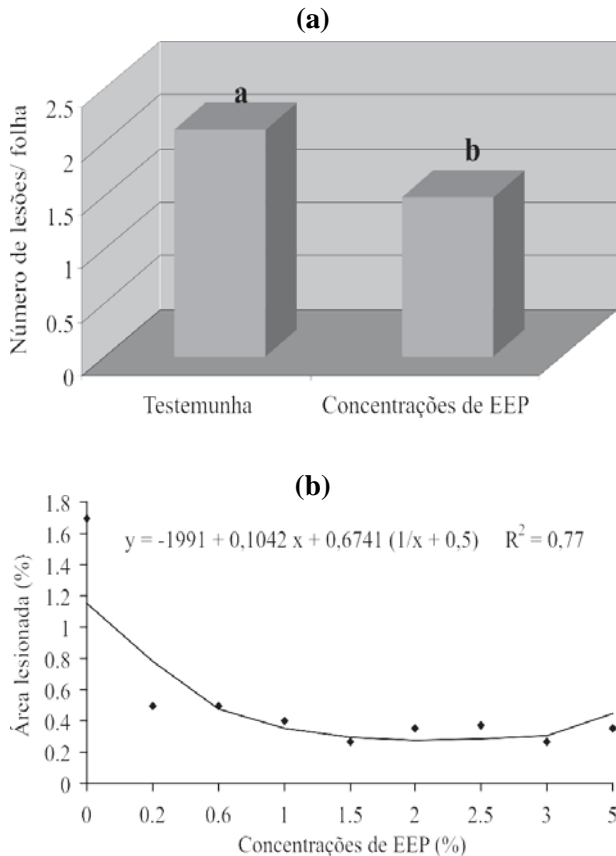 (a)
Número de lesões/ folha
2.5
2
1.5
1
0.5
0
a
b
Testemunha
Concentrações de EEP
(b)
Área lesionada (%)
1.8
1.6
1.4
1.2
1
0.8
0.6
0.4
0.2
0
y = -1991 + 0,1042 x + 0,6741 (1/x + 0,5) R² = 0,77
0 0.2 0.6 1 1.5 2 2.5 3 5
Concentrações de EEP (%)